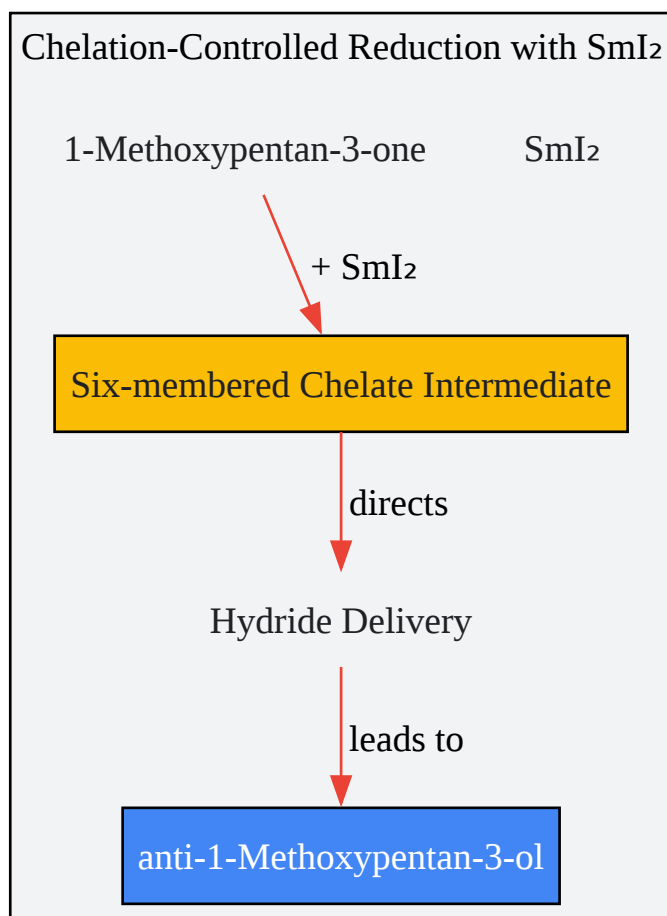 Chelation-Controlled Reduction with SmI₂
1-Methoxypentan-3-one
SmI₂
+ SmI₂
Six-membered Chelate Intermediate
directs
Hydride Delivery
leads to
anti-1-Methoxypentan-3-ol